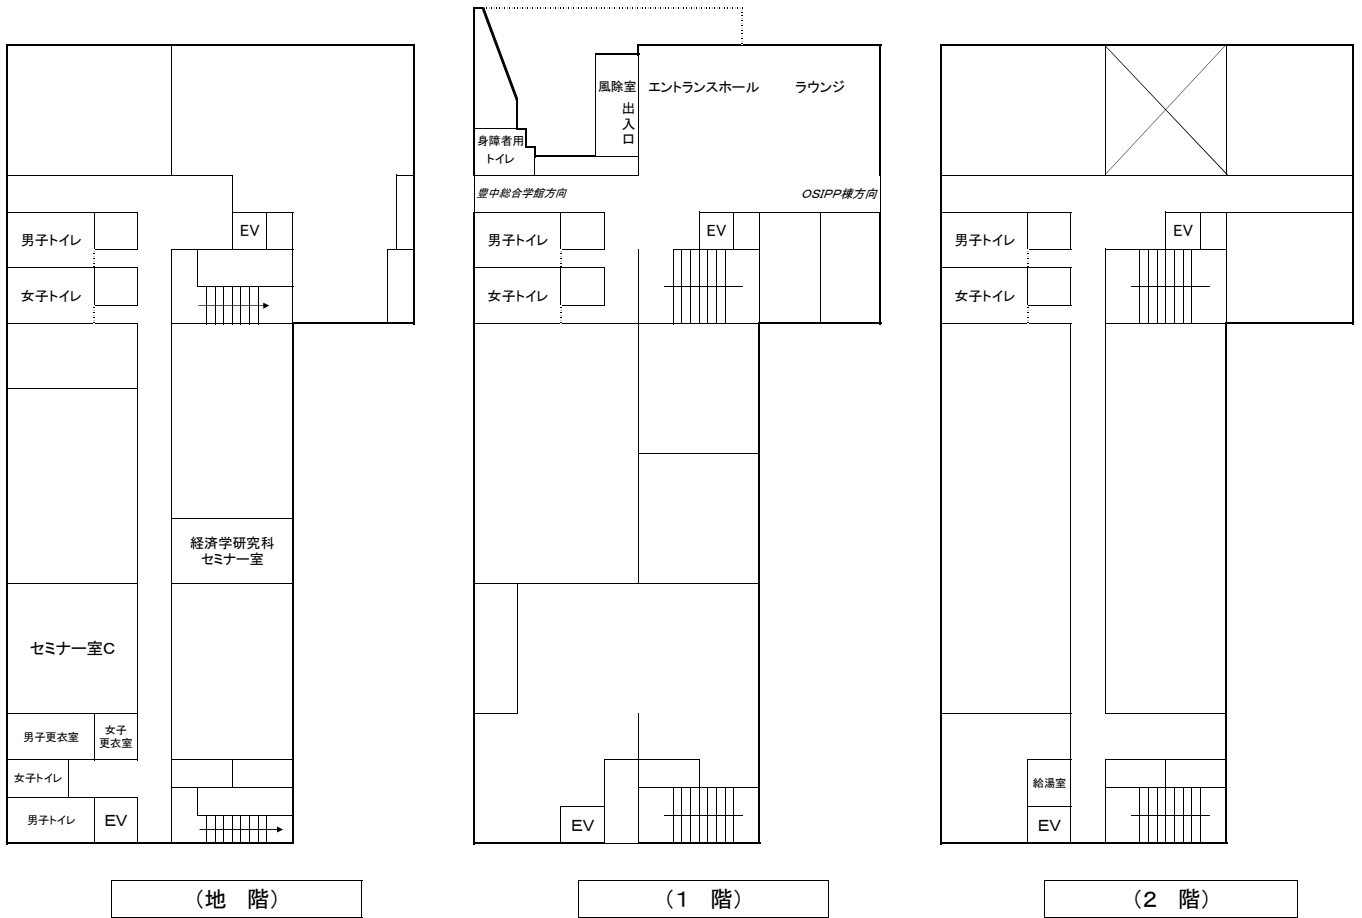 男子トイレ
EV
女子トイレ
経済学研究科
セミナー室
セミナー室C
男子更衣室
女子
更衣室
女子トイレ
男子トイレ
EV
(地 階)
風除室
出入口
エントランスホール
ラウンジ
身障者用
トイレ
豊中総合学館方向
OSIPP棟方向
男子トイレ
EV
女子トイレ
EV
(1 階)
男子トイレ
EV
女子トイレ
給湯室
EV
(2 階)